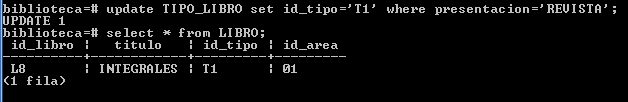 biblioteca=# update TIPO_LIBRO set id_tipo='T1' where presentacion='REVISTA';
UPDATE 1
biblioteca=# select * from LIBRO;
 id_libro ¦   titulo   ¦ id_tipo ¦ id_area
----------+------------+---------+---------
 L8       ¦ INTEGRALES ¦ T1      ¦ 01
(1 fila)